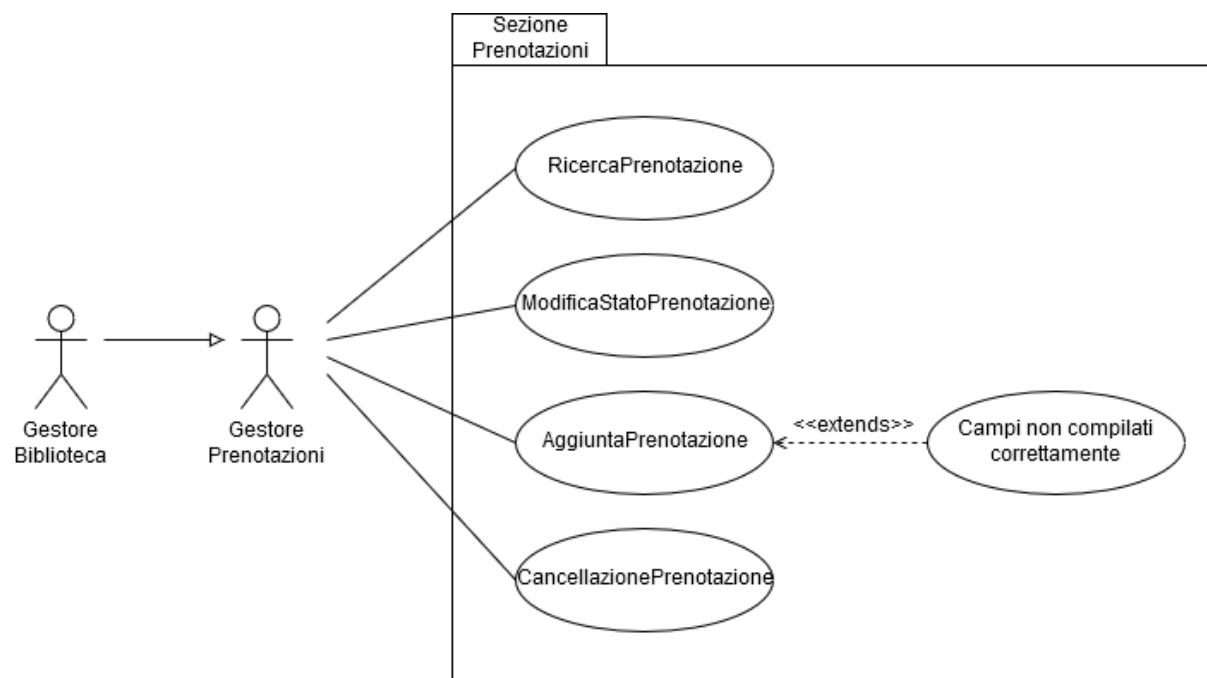 Sezione
Prenotazioni
RicercaPrenotazione
ModificaStatoPrenotazione
Gestore
Biblioteca
Gestore
Prenotazioni
AggiuntaPrenotazione
<<extends>>
Campi non compilati
correttamente
CancellazionePrenotazione